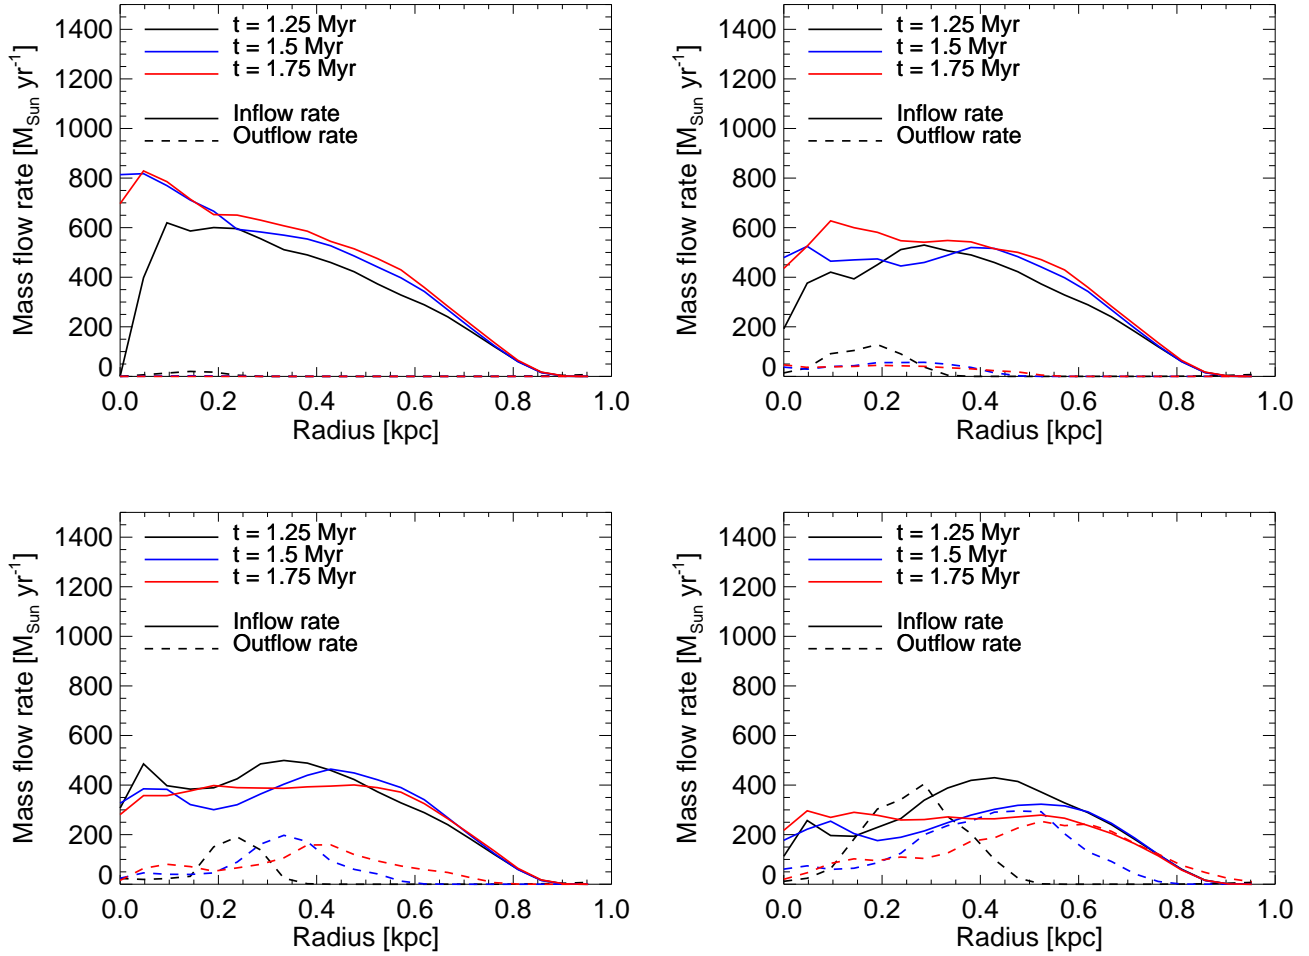 1400
1200
1000
800
600
400
200
0
Mass flow rate [M_Sun yr^-1]
t = 1.25 Myr
t = 1.5 Myr
t = 1.75 Myr
Inflow rate
Outflow rate
0.0 0.2 0.4 0.6 0.8 1.0
Radius [kpc]
1400
1200
1000
800
600
400
200
0
Mass flow rate [M_Sun yr^-1]
t = 1.25 Myr
t = 1.5 Myr
t = 1.75 Myr
Inflow rate
Outflow rate
0.0 0.2 0.4 0.6 0.8 1.0
Radius [kpc]
1400
1200
1000
800
600
400
200
0
Mass flow rate [M_Sun yr^-1]
t = 1.25 Myr
t = 1.5 Myr
t = 1.75 Myr
Inflow rate
Outflow rate
0.0 0.2 0.4 0.6 0.8 1.0
Radius [kpc]
1400
1200
1000
800
600
400
200
0
Mass flow rate [M_Sun yr^-1]
t = 1.25 Myr
t = 1.5 Myr
t = 1.75 Myr
Inflow rate
Outflow rate
0.0 0.2 0.4 0.6 0.8 1.0
Radius [kpc]